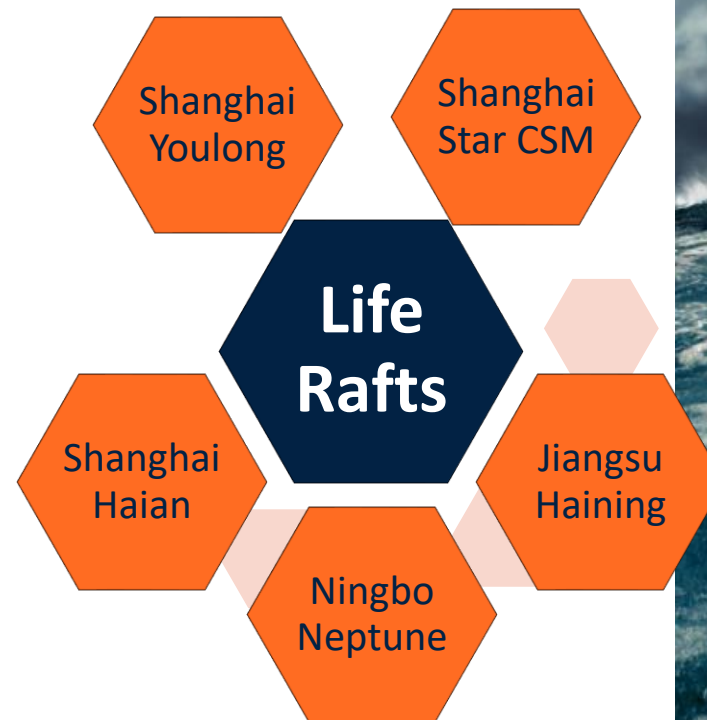 Shanghai
Youlong
Shanghai
Star CSM
Life
Rafts
Shanghai
Haian
Jiangsu
Haining
Ningbo
Neptune